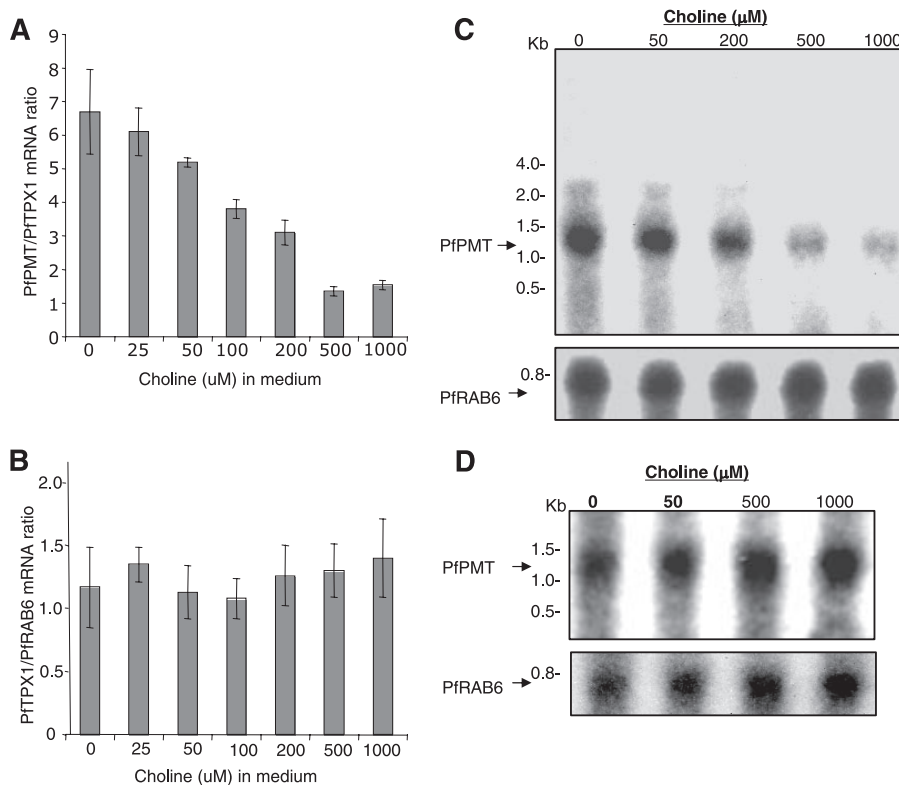 A
PfPMT/PfTPX1 mRNA ratio
9
8
7
6
5
4
3
2
1
0
0 25 50 100 200 500 1000
Choline (uM) in medium
B
PfTPX1/PfRAB6 mRNA ratio
2.0
1.5
1.0
0.5
0
0 25 50 100 200 500 1000
Choline (uM) in medium
C
Choline (μM)
Kb 0 50 200 500 1000
4.0-
2.0-
1.5-
PfPMT
1.0-
0.5-
0.8-
PfRAB6
D
Choline (μM)
Kb 0 50 500 1000
1.5-
PfPMT
1.0-
0.5-
0.8-
PfRAB6